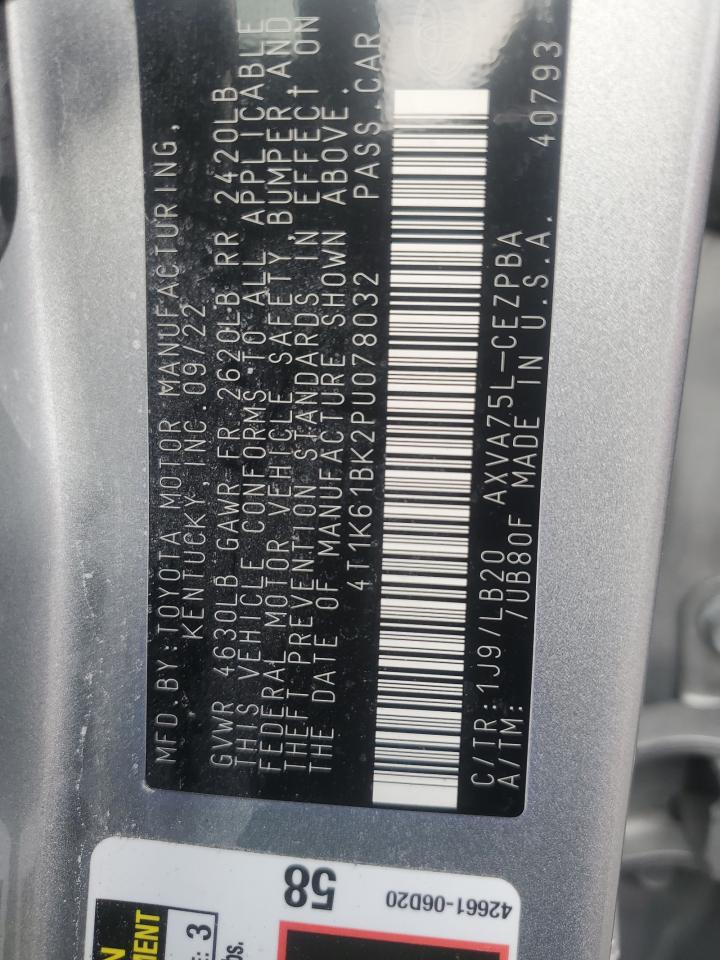 MFD.BY:TOYOTA MOTOR MANUFACTURING,
KENTUCKY, INC. 09/22
GVWR 4630LB GAWR FR 2620LB RR 2420LB
THIS VEHICLE CONFORMS TO ALL APPLICABLE
FEDERAL MOTOR VEHICLE SAFETY, BUMPER, AND
THEFT PREVENTION STANDARDS IN EFFECT ON
THE DATE OF MANUFACTURE SHOWN ABOVE.
4T1K61BK2PU078032 PASS.CAR
C/TR:1J9/LB20 AXVA75L-CEZPBA
A/TM: /UB80F MADE IN U.S.A. 40793
58
42661-06D20
: 3